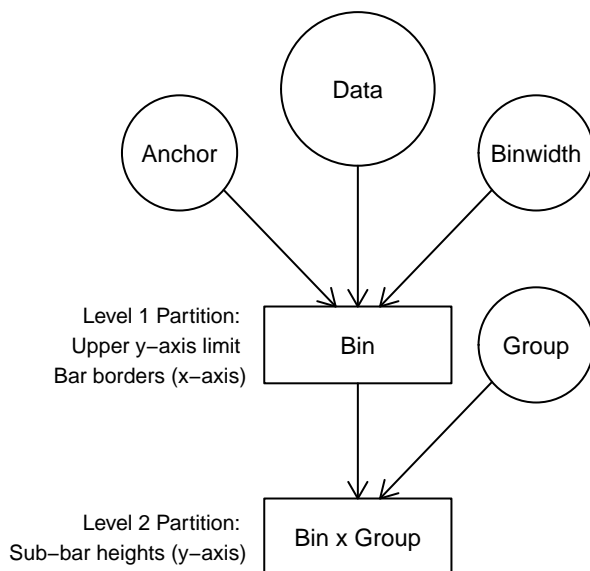 Data
Anchor
Binwidth
Level 1 Partition:
Upper y−axis limit
Bar borders (x−axis)
Bin
Group
Level 2 Partition:
Sub−bar heights (y−axis)
Bin x Group